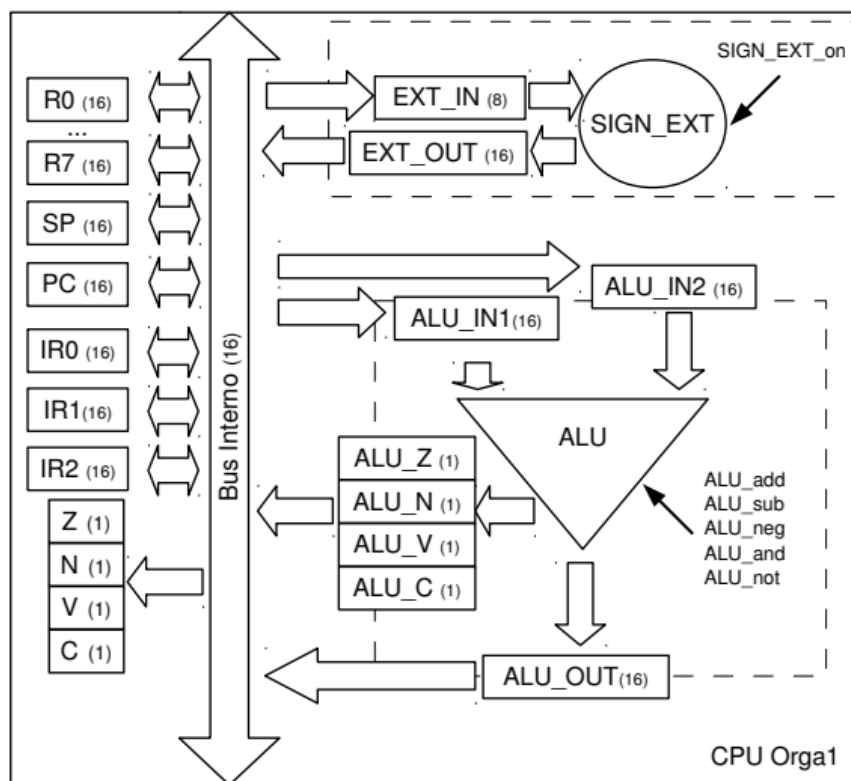 R0 (16)
...
R7 (16)
SP (16)
PC (16)
IR0 (16)
IR1(16)
IR2 (16)
Z (1)
N (1)
V (1)
C (1)
Bus Interno (16)
EXT_IN (8)
EXT_OUT (16)
SIGN_EXT
SIGN_EXT_on
ALU_IN2 (16)
ALU_IN1(16)
ALU
ALU_Z (1)
ALU_N (1)
ALU_V (1)
ALU_C (1)
ALU_add
ALU_sub
ALU_neg
ALU_and
ALU_not
ALU_OUT(16)
CPU Orga1